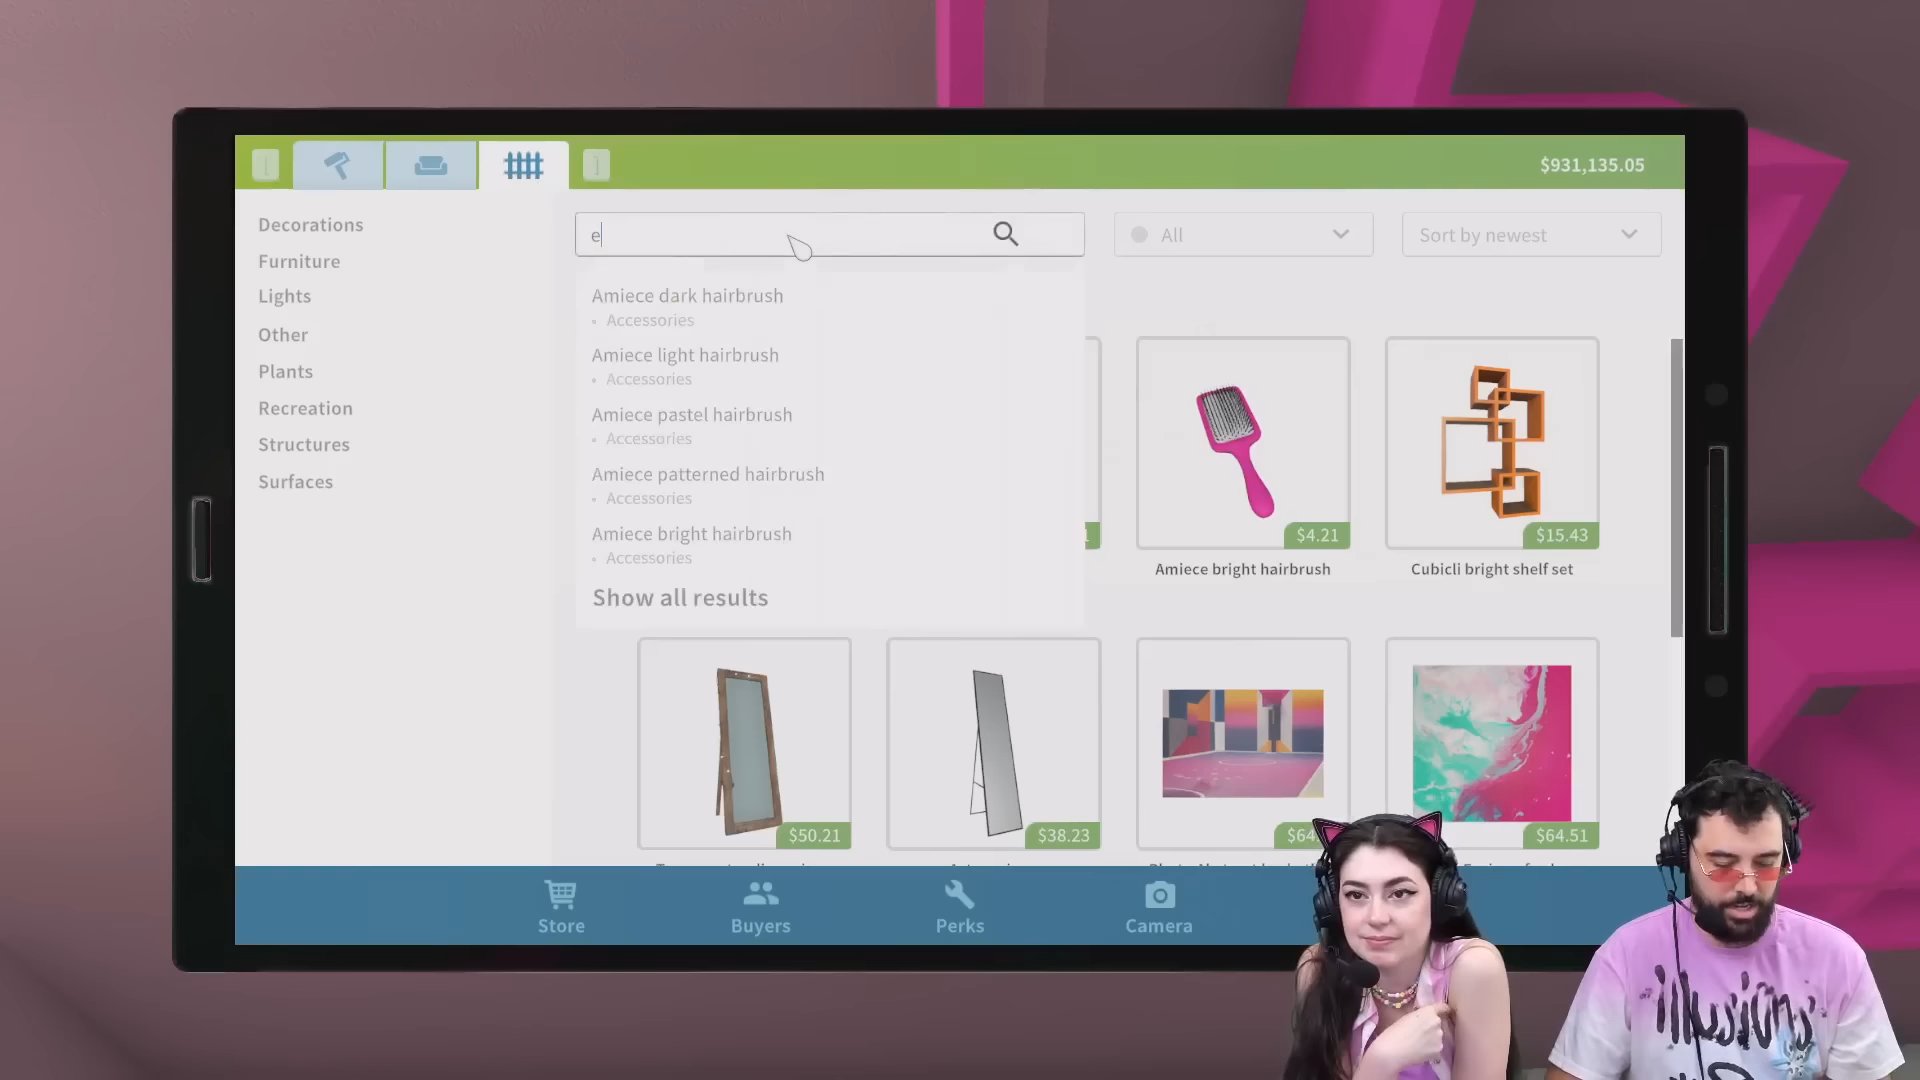 $931,135.05
Decorations
Furniture
Lights
Other
Plants
Recreation
Structures
Surfaces
e
All
Sort by newest
Amiece dark hairbrush
• Accessories
Amiece light hairbrush
• Accessories
Amiece pastel hairbrush
• Accessories
Amiece patterned hairbrush
• Accessories
Amiece bright hairbrush
• Accessories
Show all results
1
$4.21
$15.43
Amiece bright hairbrush
Cubicli bright shelf set
$50.21
$38.23
$64
$64.51
Store
Buyers
Perks
Camera